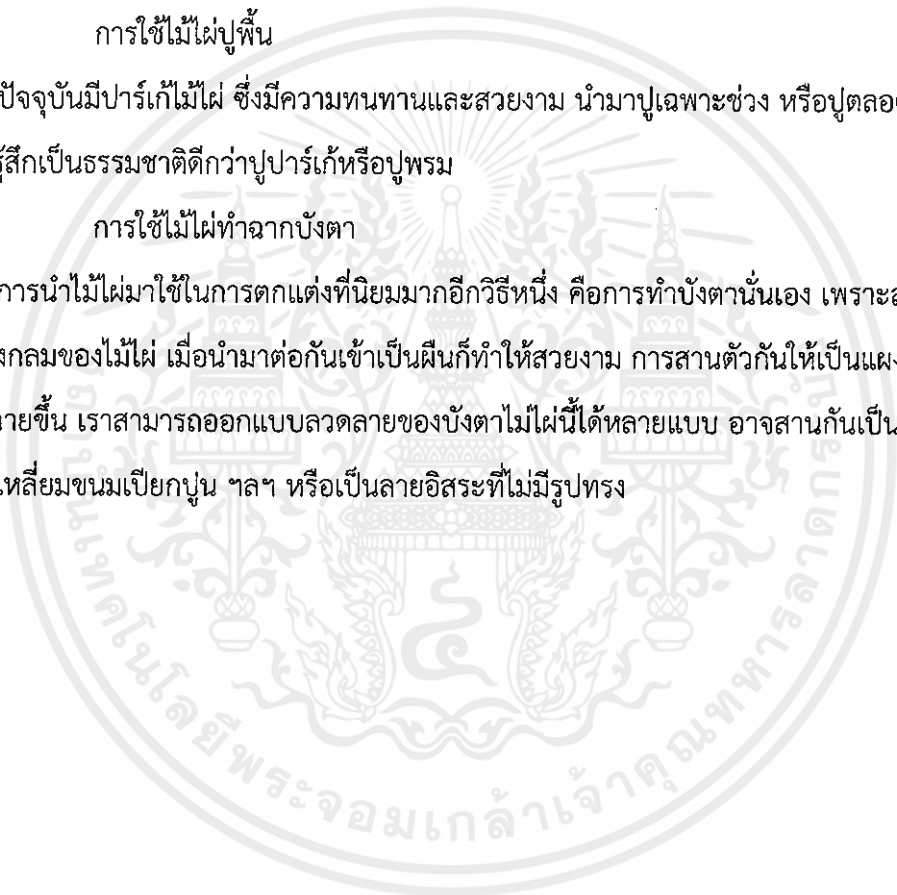 การใช้ไม้ไผ่ปูพื้น
ปัจจุบันมีปาร์เก้ไม้ไผ่ ซึ่งมีความทนทานและสวยงาม นำมาปูเฉพาะช่วง หรือปูตลอด
รู้สึกเป็นธรรมชาติดีกว่าปูปาร์เก้หรือปูพรม
การใช้ไม้ไผ่ทำฉากบังตา
การนำไม้ไผ่มาใช้ในการตกแต่งที่นิยมมากอีกวิธีหนึ่ง คือการทำบังตานั่นเอง เพราะ
งกลมของไม้ไผ่ เมื่อนำมาต่อกันเข้าเป็นผืนก็ทำให้สวยงาม การสานตัวกันให้เป็นแผง
ายขึ้น เราสามารถออกแบบลวดลายของบังตาไม่ไผ่นี้ได้หลายแบบ อาจสานกันเป็น
เหลี่ยมขนมเปียกปูน ฯลฯ หรือเป็นลายอิสระที่ไม่มีรูปทรง
เทคโนโลยีพระจอมเกล้าเจ้าคุณทหารลาดกระบัง